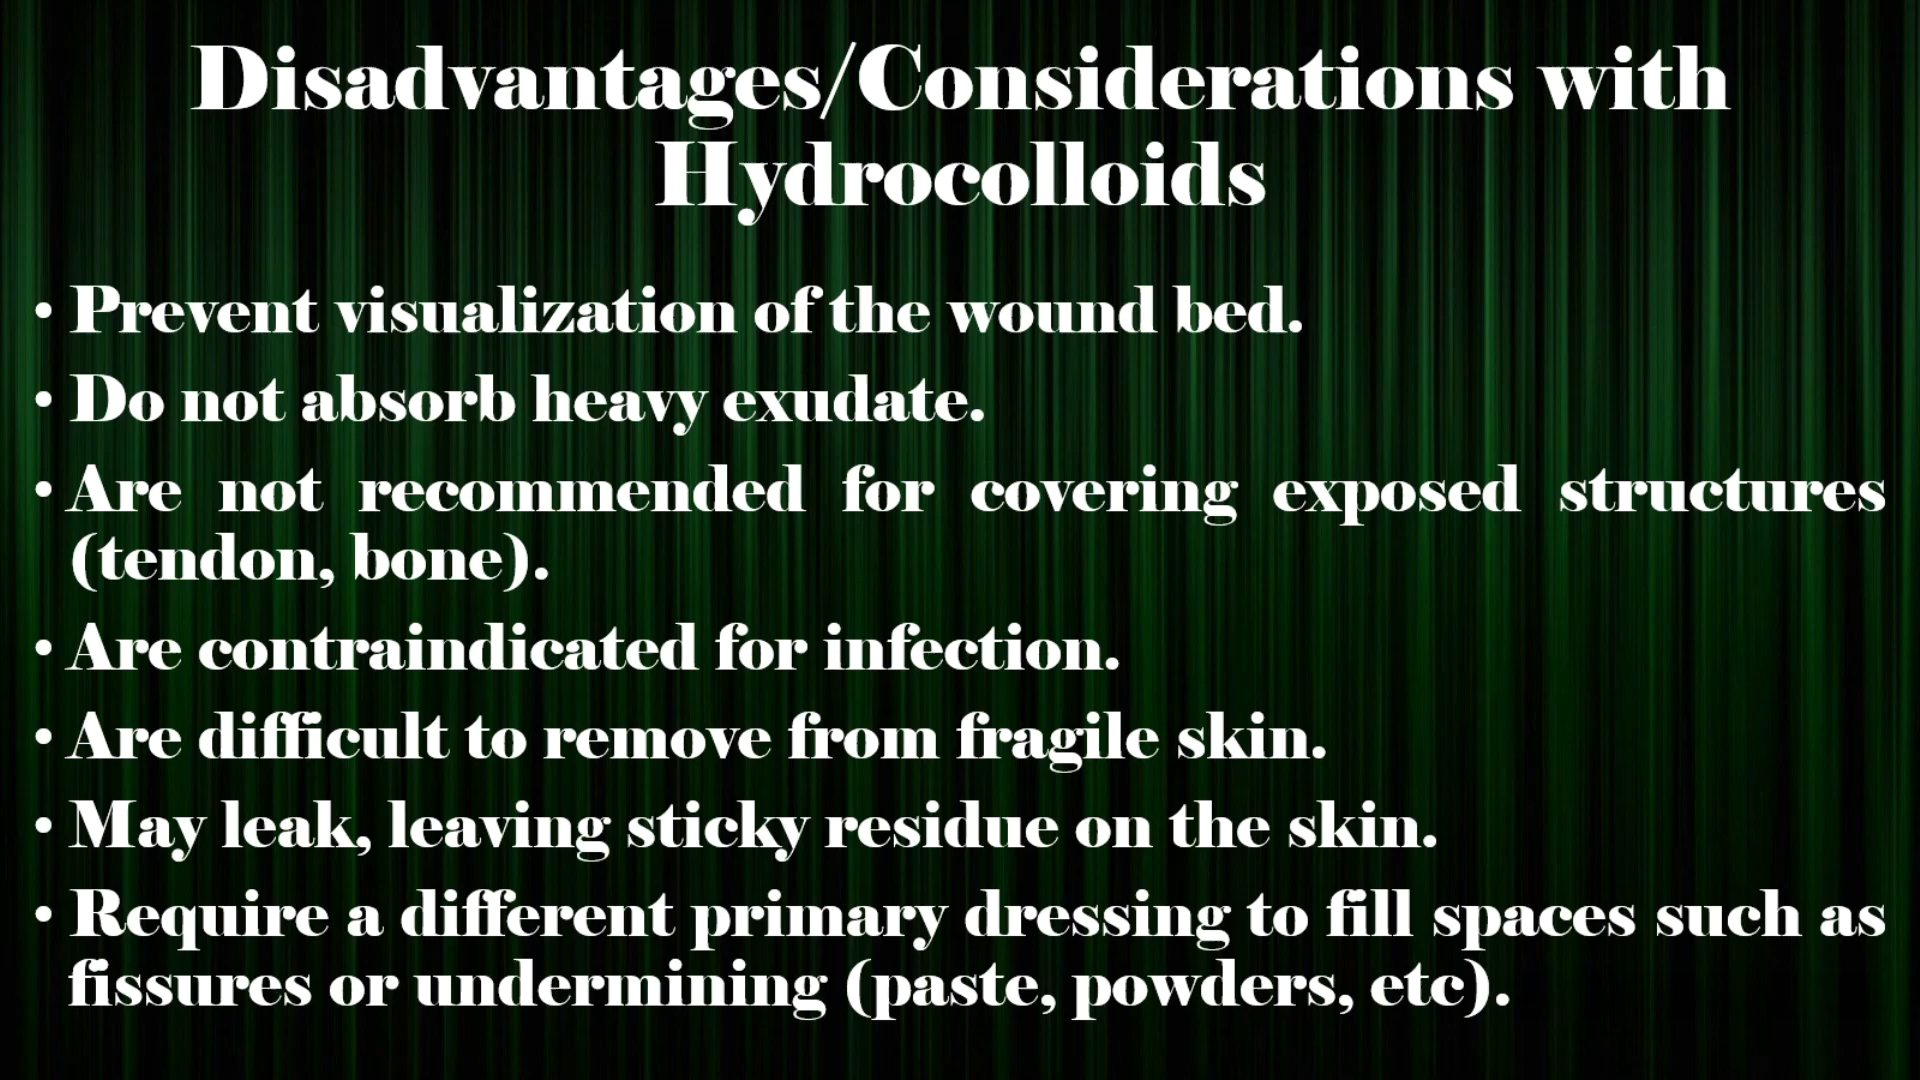 Disadvantages/Considerations with
Hydrocolloids
• Prevent visualization of the wound bed.
• Do not absorb heavy exudate.
• Are not recommended for covering exposed structures
(tendon, bone).
• Are contraindicated for infection.
• Are difficult to remove from fragile skin.
• May leak, leaving sticky residue on the skin.
• Require a different primary dressing to fill spaces such as
fissures or undermining (paste, powders, etc).